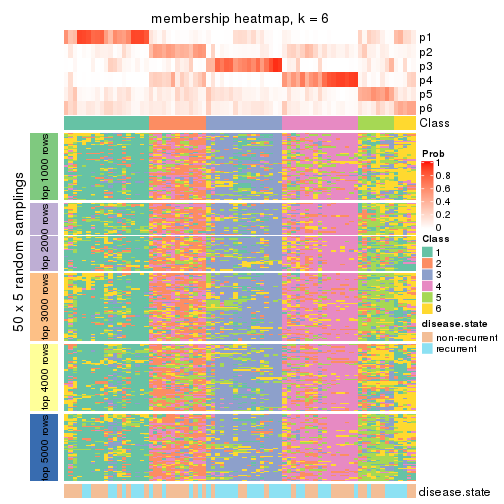 membership heatmap, k = 6
p1
p2
p3
p4
p5
p6
Class
50 x 5 random samplings
top 1000 rows
top 2000 rows
top 3000 rows
top 4000 rows
top 5000 rows
disease.state
Prob
1
0.8
0.6
0.4
0.2
0
Class
1
2
3
4
5
6
disease.state
non-recurrent
recurrent